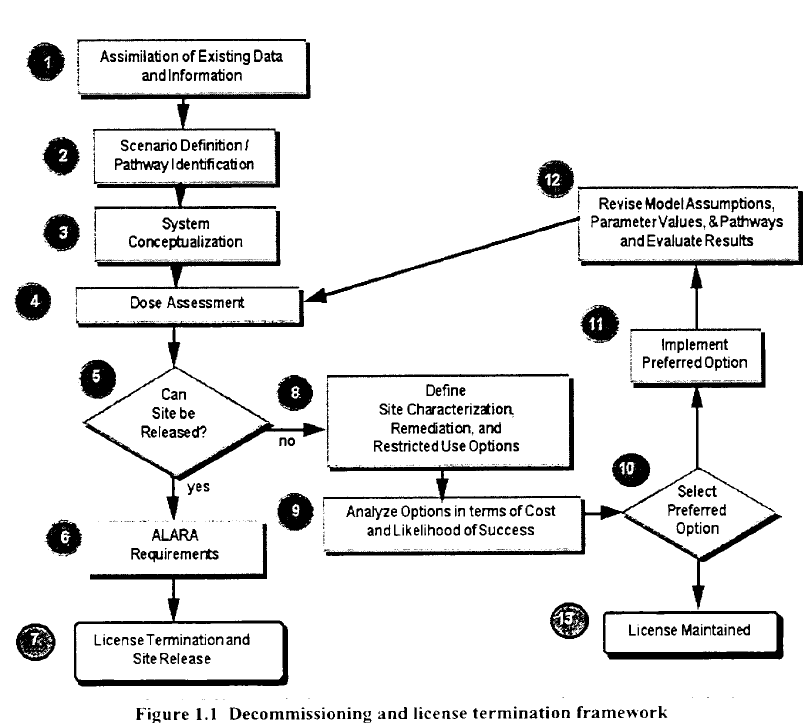 1
Assimilation of Existing Data
and Information
2
Scenario Definition /
Pathway Identification
3
System
Conceptualization
4
Dose Assessment
5
Can
Site be
Released?
no
yes
6
ALARA
Requirements
7
License Termination and
Site Release
8
Define
Site Characterization,
Remediation, and
Restricted Use Options
9
Analyze Options in terms of Cost
and Likelihood of Success
10
Select
Preferred
Option
11
Implement
Preferred Option
12
Revise Model Assumptions,
Parameter Values, & Pathways
and Evaluate Results
13
License Maintained
Figure 1.1 Decommissioning and license termination framework